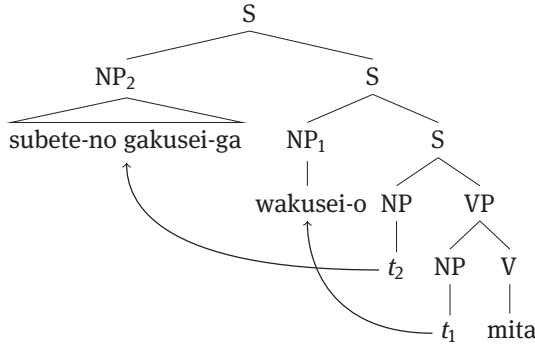 S
NP₂ S
subete-no gakusei-ga NP₁ S
wakusei-o NP VP
t₂ NP V
t₁ mita